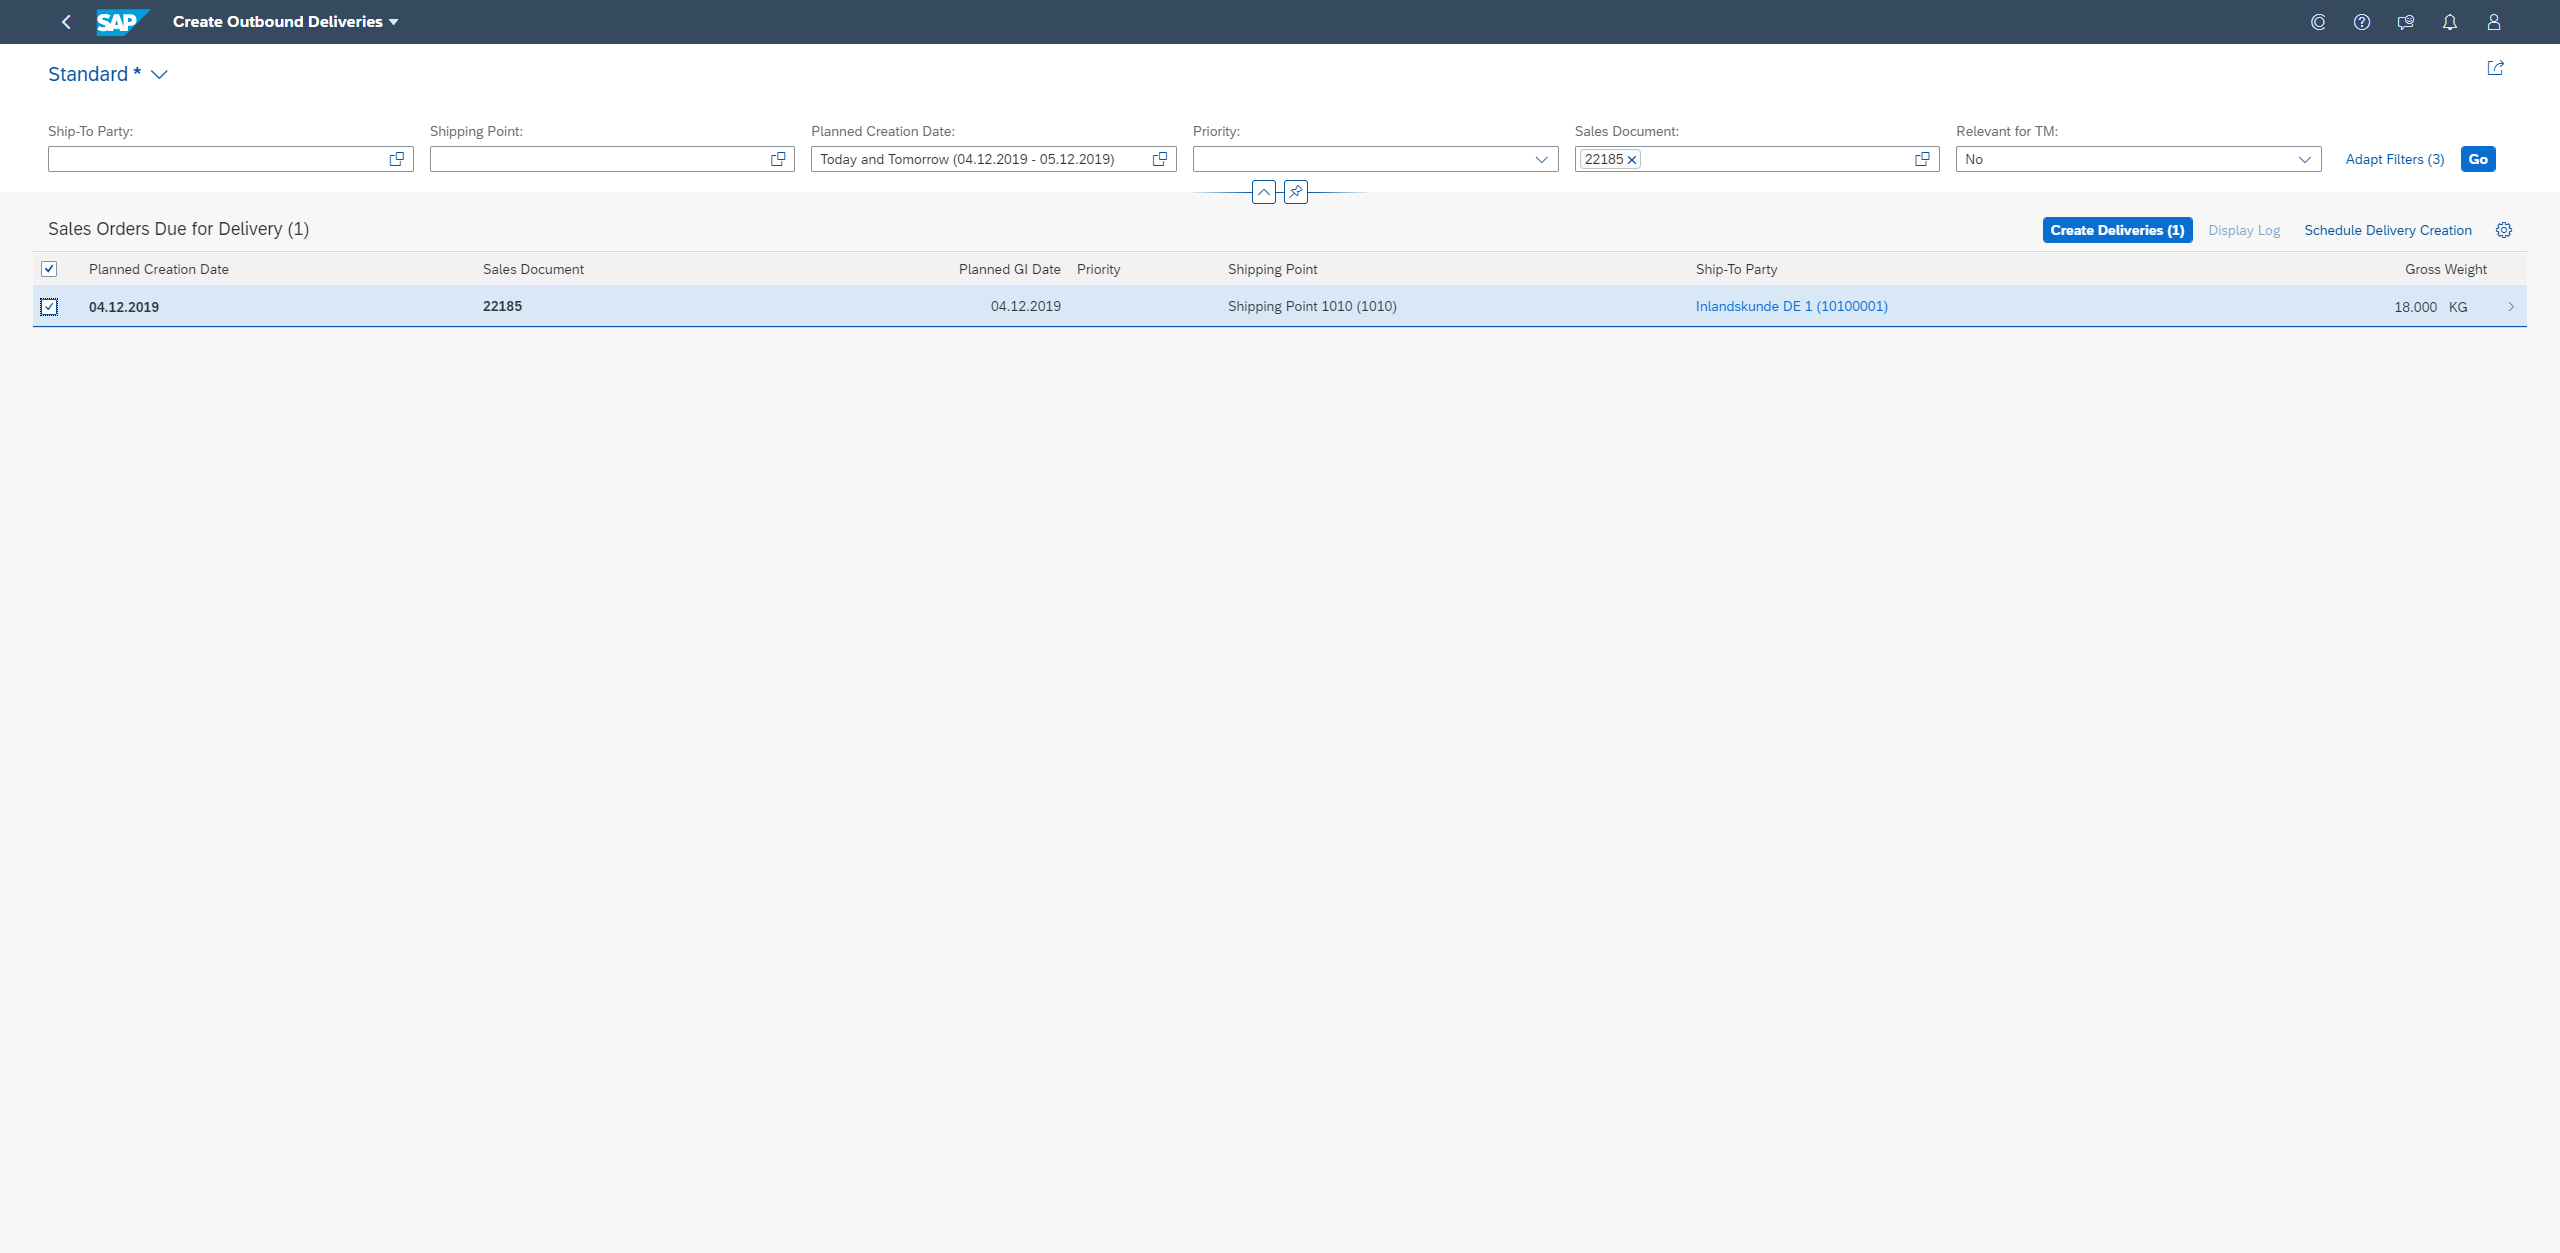 SAP Create Outbound Deliveries
Standard *
Ship-To Party: Shipping Point: Planned Creation Date: Priority: Sales Document: Relevant for TM:
Today and Tomorrow (04.12.2019 - 05.12.2019) 22185 No Adapt Filters (3) Go
Sales Orders Due for Delivery (1) Create Deliveries (1) Display Log Schedule Delivery Creation
Planned Creation Date Sales Document Planned GI Date Priority Shipping Point Ship-To Party Gross Weight
04.12.2019 22185 04.12.2019 Shipping Point 1010 (1010) Inlandskunde DE 1 (10100001) 18.000 KG